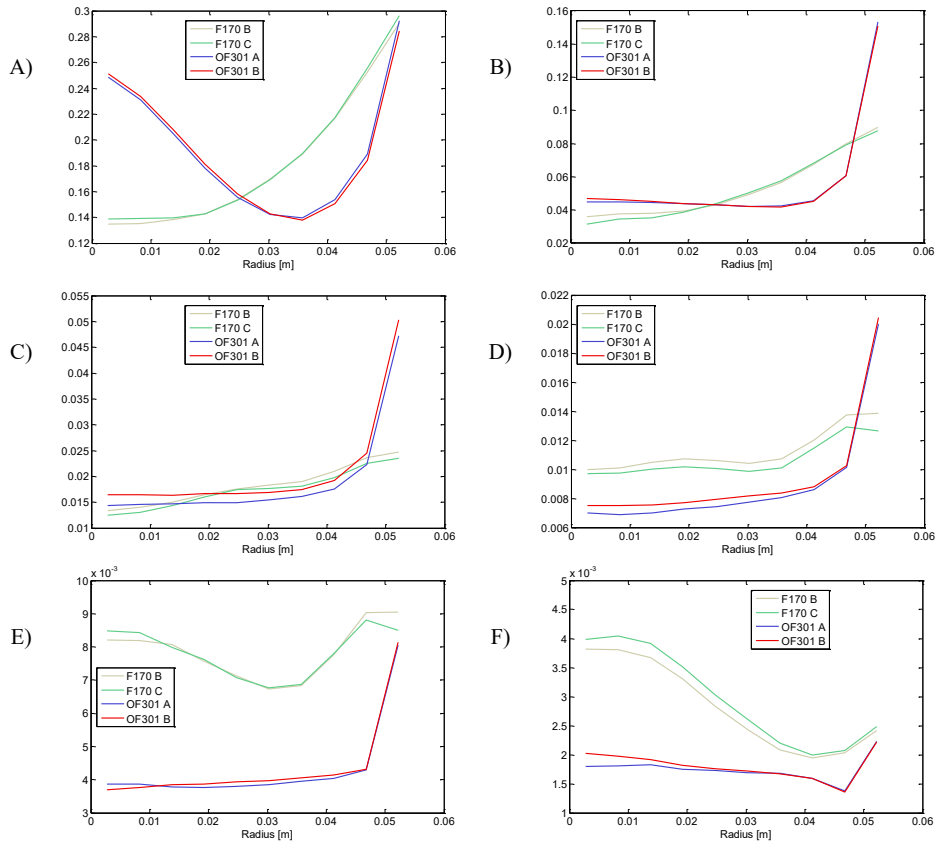 A)
0.3
0.28
0.26
0.24
0.22
0.2
0.18
0.16
0.14
0.12
0
0.01
0.02
0.03
0.04
0.05
0.06
Radius [m]
F170 B
F170 C
OF301 A
OF301 B
B)
0.16
0.14
0.12
0.1
0.08
0.06
0.04
0.02
0
0.01
0.02
0.03
0.04
0.05
0.06
Radius [m]
F170 B
F170 C
OF301 A
OF301 B
C)
0.055
0.05
0.045
0.04
0.035
0.03
0.025
0.02
0.015
0.01
0
0.01
0.02
0.03
0.04
0.05
0.06
Radius [m]
F170 B
F170 C
OF301 A
OF301 B
D)
0.022
0.02
0.018
0.016
0.014
0.012
0.01
0.008
0.006
0
0.01
0.02
0.03
0.04
0.05
0.06
Radius [m]
F170 B
F170 C
OF301 A
OF301 B
E)
x 10⁻³
10
9
8
7
6
5
4
3
0
0.01
0.02
0.03
0.04
0.05
0.06
Radius [m]
F170 B
F170 C
OF301 A
OF301 B
F)
x 10⁻³
5
4.5
4
3.5
3
2.5
2
1.5
1
0
0.01
0.02
0.03
0.04
0.05
0.06
Radius [m]
F170 B
F170 C
OF301 A
OF301 B